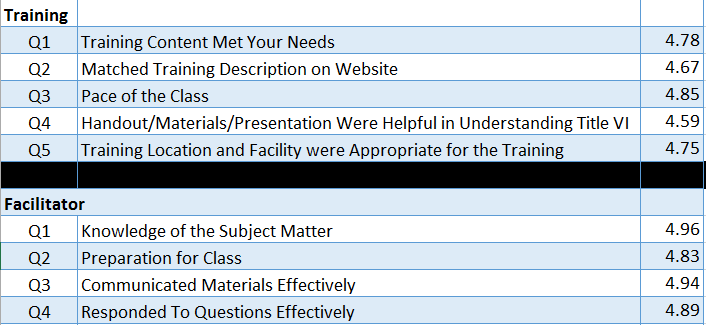 Training
Q1 Training Content Met Your Needs 4.78
Q2 Matched Training Description on Website 4.67
Q3 Pace of the Class 4.85
Q4 Handout/Materials/Presentation Were Helpful in Understanding Title VI 4.59
Q5 Training Location and Facility were Appropriate for the Training 4.75
Facilitator
Q1 Knowledge of the Subject Matter 4.96
Q2 Preparation for Class 4.83
Q3 Communicated Materials Effectively 4.94
Q4 Responded To Questions Effectively 4.89